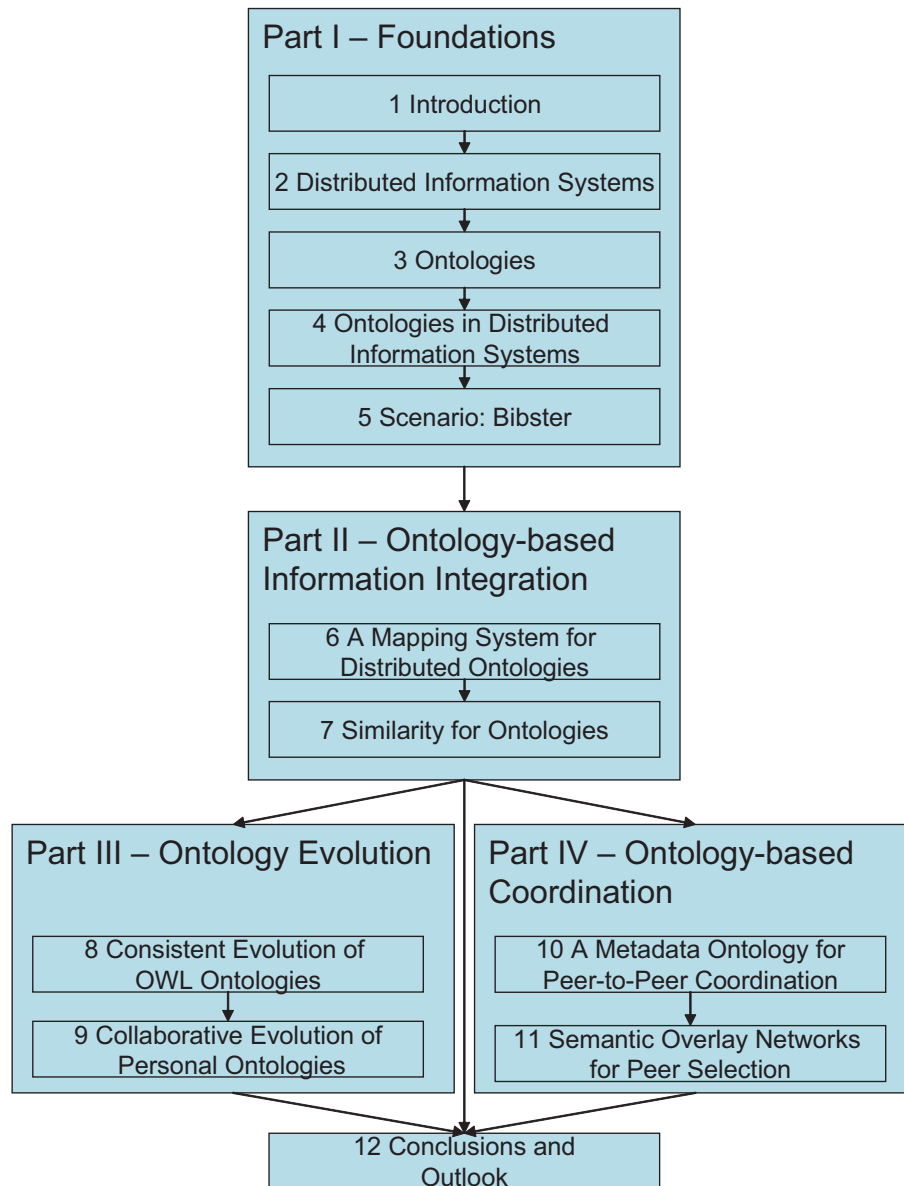 Part I – Foundations
1 Introduction
2 Distributed Information Systems
3 Ontologies
4 Ontologies in Distributed
Information Systems
5 Scenario: Bibster
Part II – Ontology-based
Information Integration
6 A Mapping System for
Distributed Ontologies
7 Similarity for Ontologies
Part III – Ontology Evolution
8 Consistent Evolution of
OWL Ontologies
9 Collaborative Evolution of
Personal Ontologies
Part IV – Ontology-based
Coordination
10 A Metadata Ontology for
Peer-to-Peer Coordination
11 Semantic Overlay Networks
for Peer Selection
12 Conclusions and
Outlook